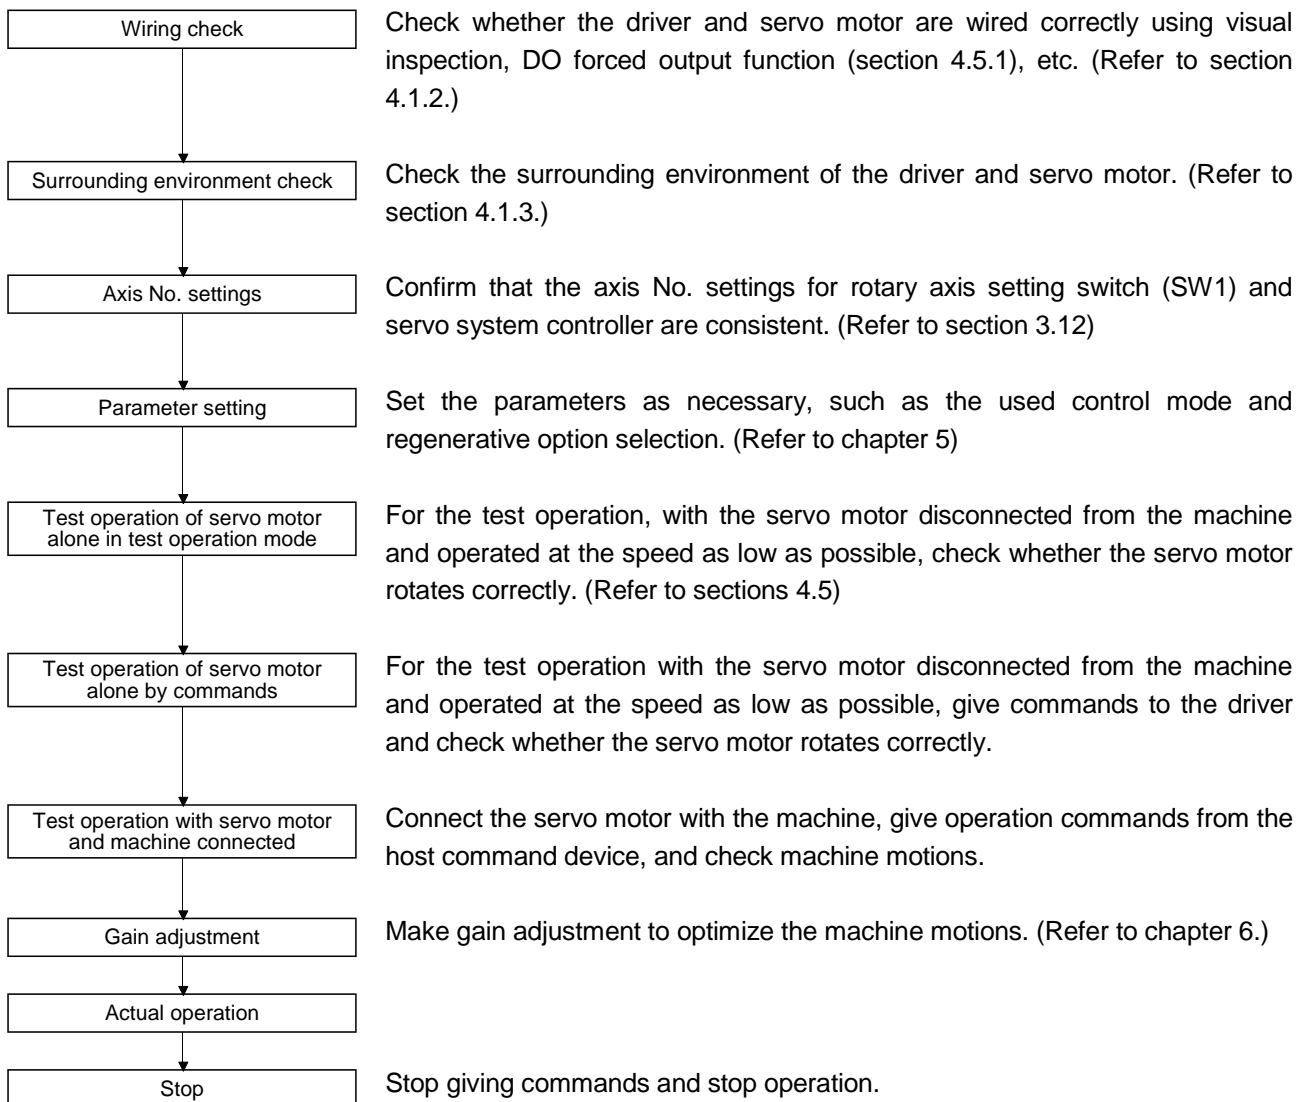 Wiring check
Check whether the driver and servo motor are wired correctly using visual
inspection, DO forced output function (section 4.5.1), etc. (Refer to section
4.1.2.)
Surrounding environment check
Check the surrounding environment of the driver and servo motor. (Refer to
section 4.1.3.)
Axis No. settings
Confirm that the axis No. settings for rotary axis setting switch (SW1) and
servo system controller are consistent. (Refer to section 3.12)
Parameter setting
Set the parameters as necessary, such as the used control mode and
regenerative option selection. (Refer to chapter 5)
Test operation of servo motor
alone in test operation mode
For the test operation, with the servo motor disconnected from the machine
and operated at the speed as low as possible, check whether the servo motor
rotates correctly. (Refer to sections 4.5)
Test operation of servo motor
alone by commands
For the test operation with the servo motor disconnected from the machine
and operated at the speed as low as possible, give commands to the driver
and check whether the servo motor rotates correctly.
Test operation with servo motor
and machine connected
Connect the servo motor with the machine, give operation commands from the
host command device, and check machine motions.
Gain adjustment
Make gain adjustment to optimize the machine motions. (Refer to chapter 6.)
Actual operation
Stop
Stop giving commands and stop operation.